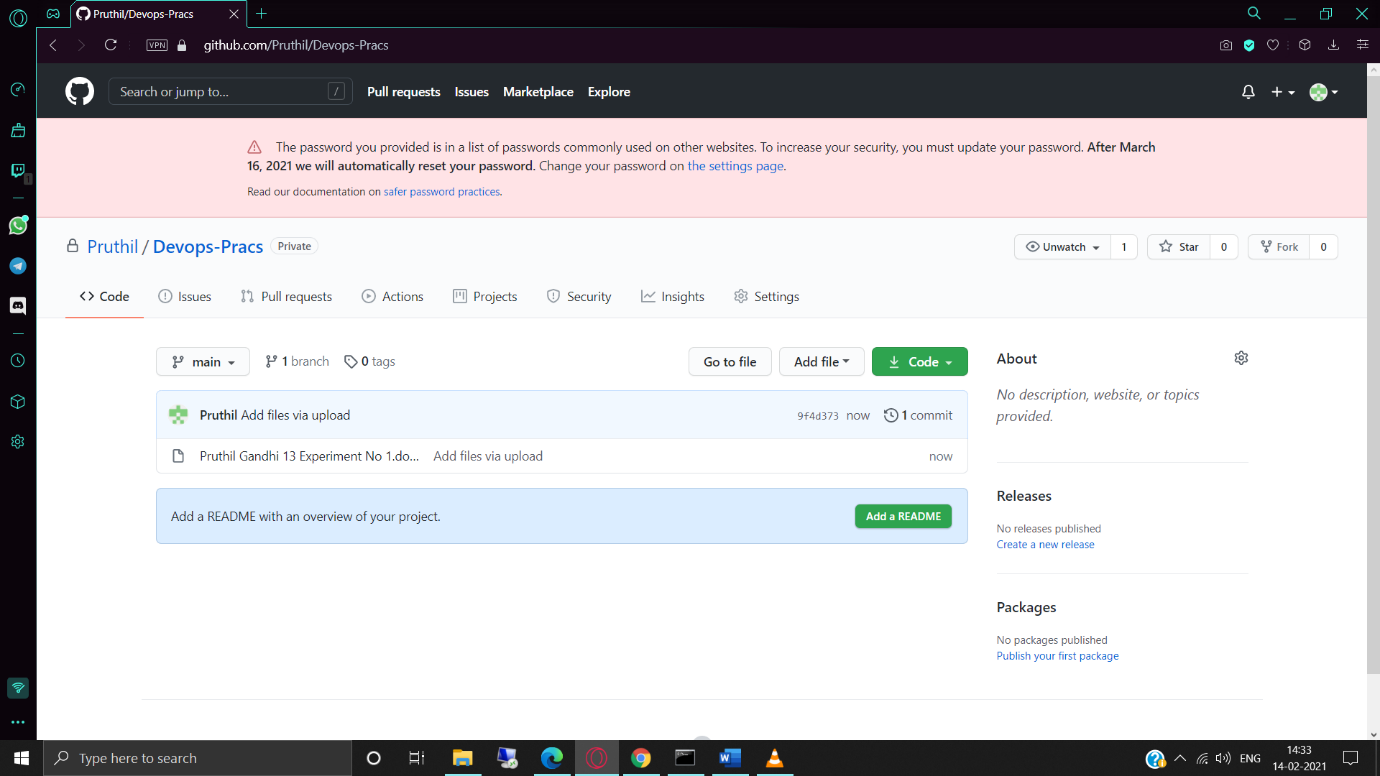 Pruthil/Devops-Pracs
VPN
github.com/Pruthil/Devops-Pracs
Search or jump to...
/
Pull requests
Issues
Marketplace
Explore
The password you provided is in a list of passwords commonly used on other websites. To increase your security, you must update your password. After March
16, 2021 we will automatically reset your password. Change your password on the settings page.
Read our documentation on safer password practices.
Pruthil / Devops-Pracs Private
Unwatch 1
Star 0
Fork 0
Code
Issues
Pull requests
Actions
Projects
Security
Insights
Settings
main
1 branch
0 tags
Go to file
Add file
Code
Pruthil Add files via upload
9f4d373 now
1 commit
Pruthil Gandhi 13 Experiment No 1.do...
Add files via upload
now
Add a README with an overview of your project.
Add a README
About
No description, website, or topics
provided.
Releases
No releases published
Create a new release
Packages
No packages published
Publish your first package
1
Type here to search
ENG
14:33
14-02-2021